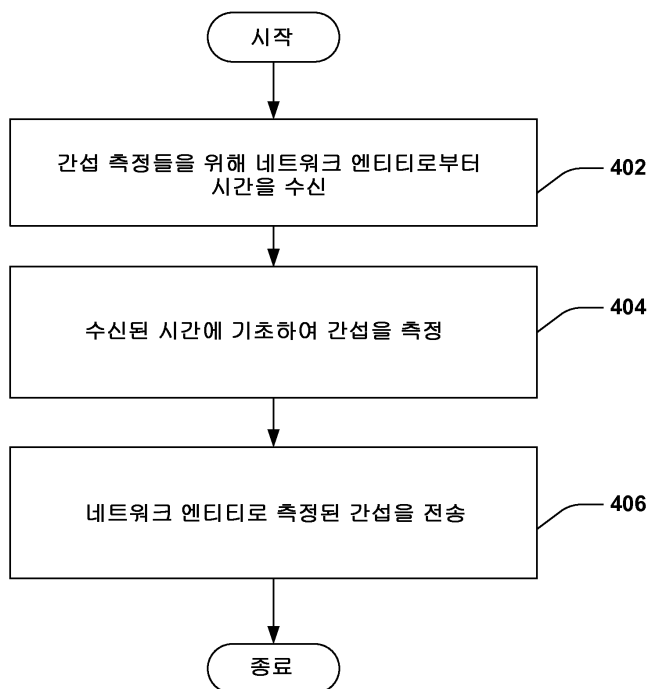 시작
간섭 측정들을 위해 네트워크 엔티티로부터
시간을 수신
402
수신된 시간에 기초하여 간섭을 측정
404
네트워크 엔티티로 측정된 간섭을 전송
406
종료